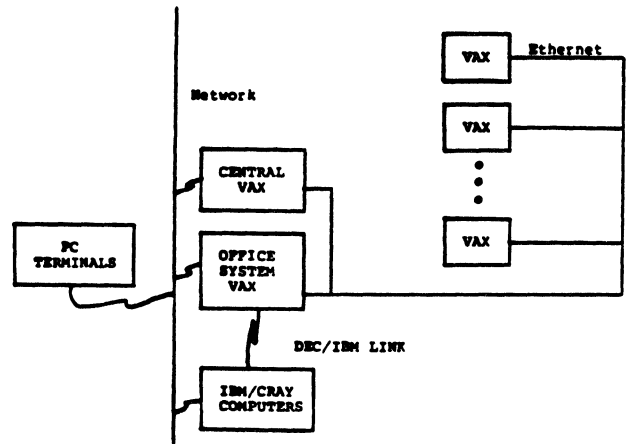 VAX
Ethernet
Network
VAX
CENTRAL
VAX
PC
TERMINALS
OFFICE
SYSTEM
VAX
VAX
DEC/IBM LINK
IBM/CRAY
COMPUTERS